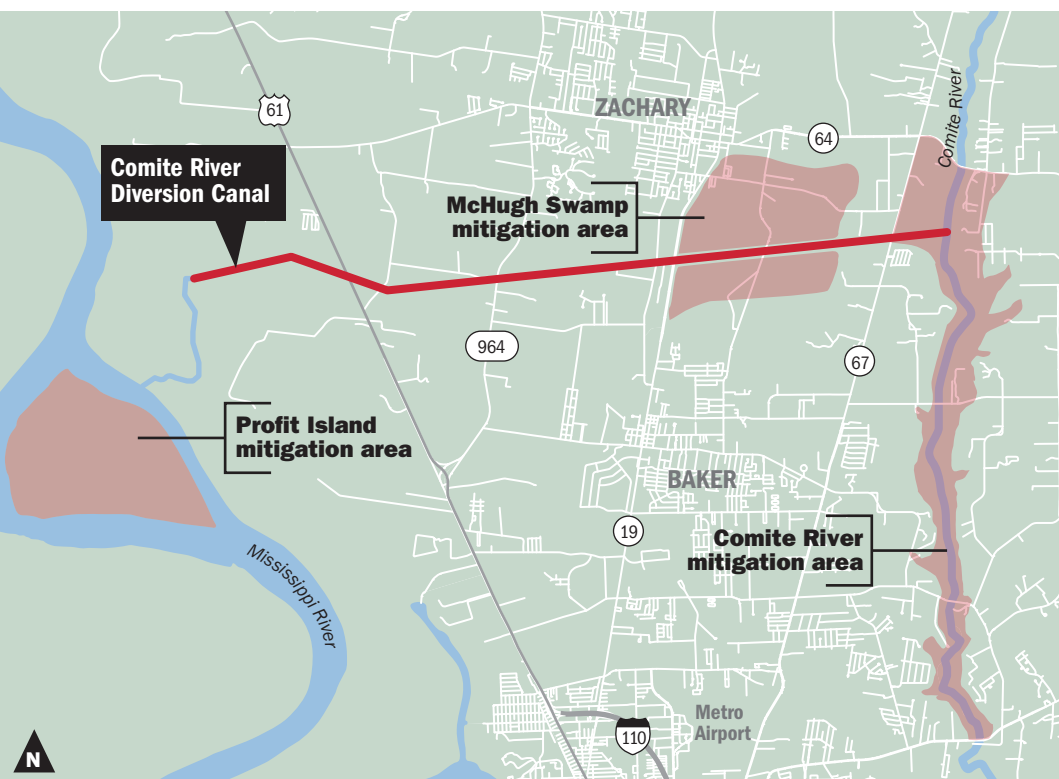 61
ZACHARY
64
Comite River
Comite River
Diversion Canal
McHugh Swamp
mitigation area
964
67
Profit Island
mitigation area
BAKER
19
Comite River
mitigation area
Mississippi River
Metro
Airport
110
N